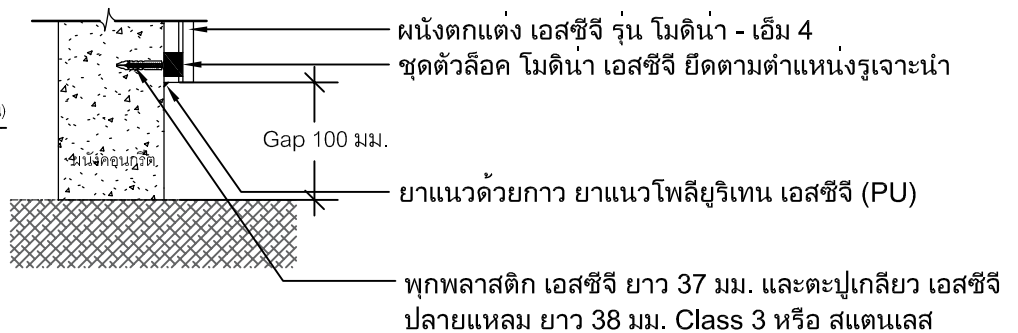 ผนังตกแต่ง เอสซีจี รุ่น โมดิน่า - เอ็ม 4
ชุดตัวล็อค โมดิน่า เอสซีจี ยึดตามตำแหน่งรูเจาะนำ
Gap 100 มม.
ผนังคอนกรีต
ยาแนวด้วยกาว ยาแนวโพลียูริเทน เอสซีจี (PU)
พุกพลาสติก เอสซีจี ยาว 37 มม. และตะปูเกลียว เอสซีจี
ปลายแหลม ยาว 38 มม. Class 3 หรือ สแตนเลส